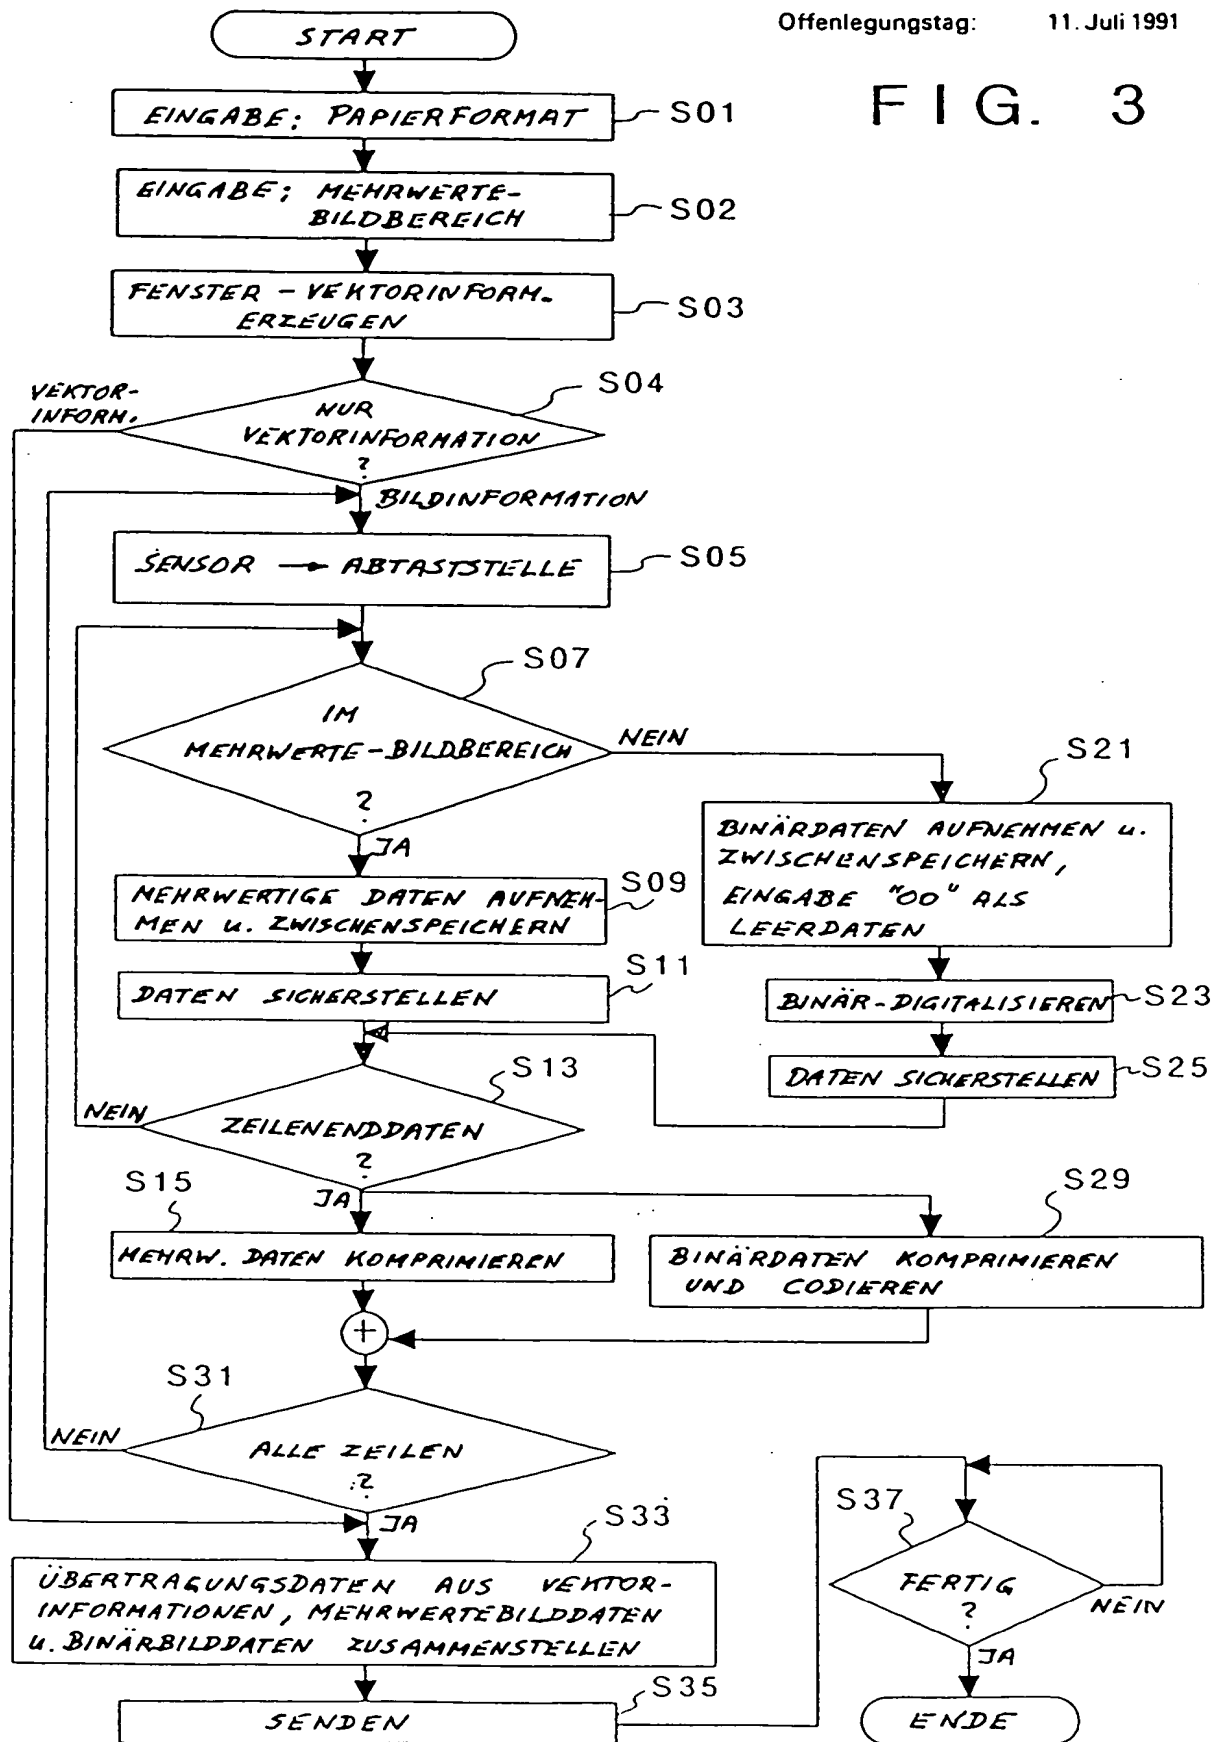 Offenlegungstag: 11. Juli 1991
FIG. 3
START
EINGABE: PAPIERFORMAT
S01
EINGABE: MEHRWERTE-
BILDBEREICH
S02
FENSTER - VEKTORINFORM.
ERZEUGEN
S03
S04
VEKTOR-
INFORM.
NUR
VEKTORINFORMATION
?
BILDINFORMATION
SENSOR → ABTASTSTELLE
S05
S07
IM
MEHRWERTE-BILDBEREICH
?
NEIN
JA
S21
BINÄRDATEN AUFNEHMEN u.
ZWISCHENSPEICHERN,
EINGABE "00" ALS
LEERDATEN
S09
MEHRWERTIGE DATEN AUFNEH-
MEN u. ZWISCHENSPEICHERN
S11
DATEN SICHERSTELLEN
BINÄR-DIGITALISIEREN
S23
DATEN SICHERSTELLEN
S25
S13
NEIN
ZEILENENDDATEN
?
JA
S15
MEHRW. DATEN KOMPRIMIEREN
S29
BINÄRDATEN KOMPRIMIEREN
UND CODIEREN
+
S31
NEIN
ALLE ZEILEN
?
JA
S33
ÜBERTRAGUNGSDATEN AUS VEKTOR-
INFORMATIONEN, MEHRWERTEBILDDATEN
u. BINÄRBILDDATEN ZUSAMMENSTELLEN
S35
SENDEN
S37
FERTIG
?
NEIN
JA
ENDE